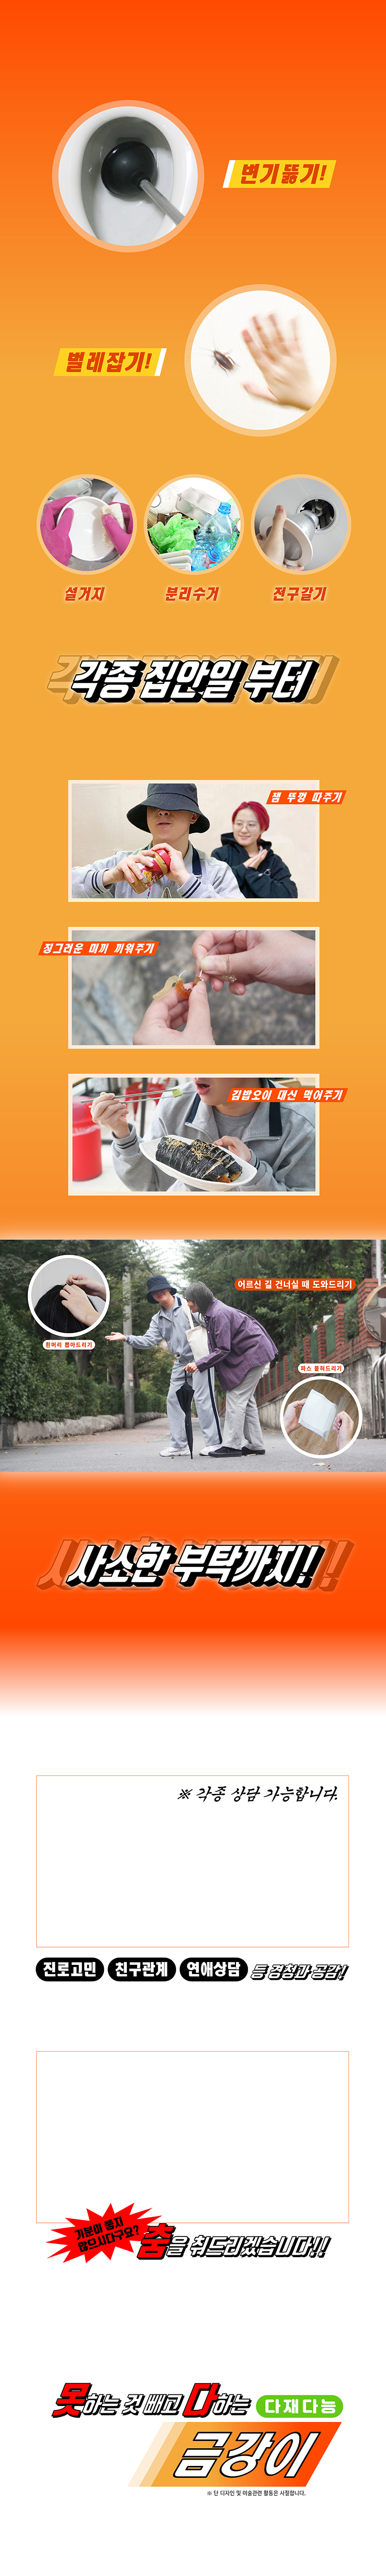 변기뚫기!
벌레잡기!
설거지
분리수거
전구갈기
각종 집안일 부터
잼 뚜껑 따주기
징그러운 미끼 끼워주기
김밥오이 대신 먹어주기
어르신 길 건너실 때 도와드리기
흰머리 뽑아드리기
파스 붙여드리기
사소한 부탁까지!
※ 각종 상담 가능합니다.
진로고민 친구관계 연애상담 등 경청과 공감!
기분이 좋지
않으시다구요?
춤을 춰드리겠습니다!!
못하는 것 빼고 다하는 다재다능
금강이
※ 단 디자인 및 미술관련 활동은 사절합니다.